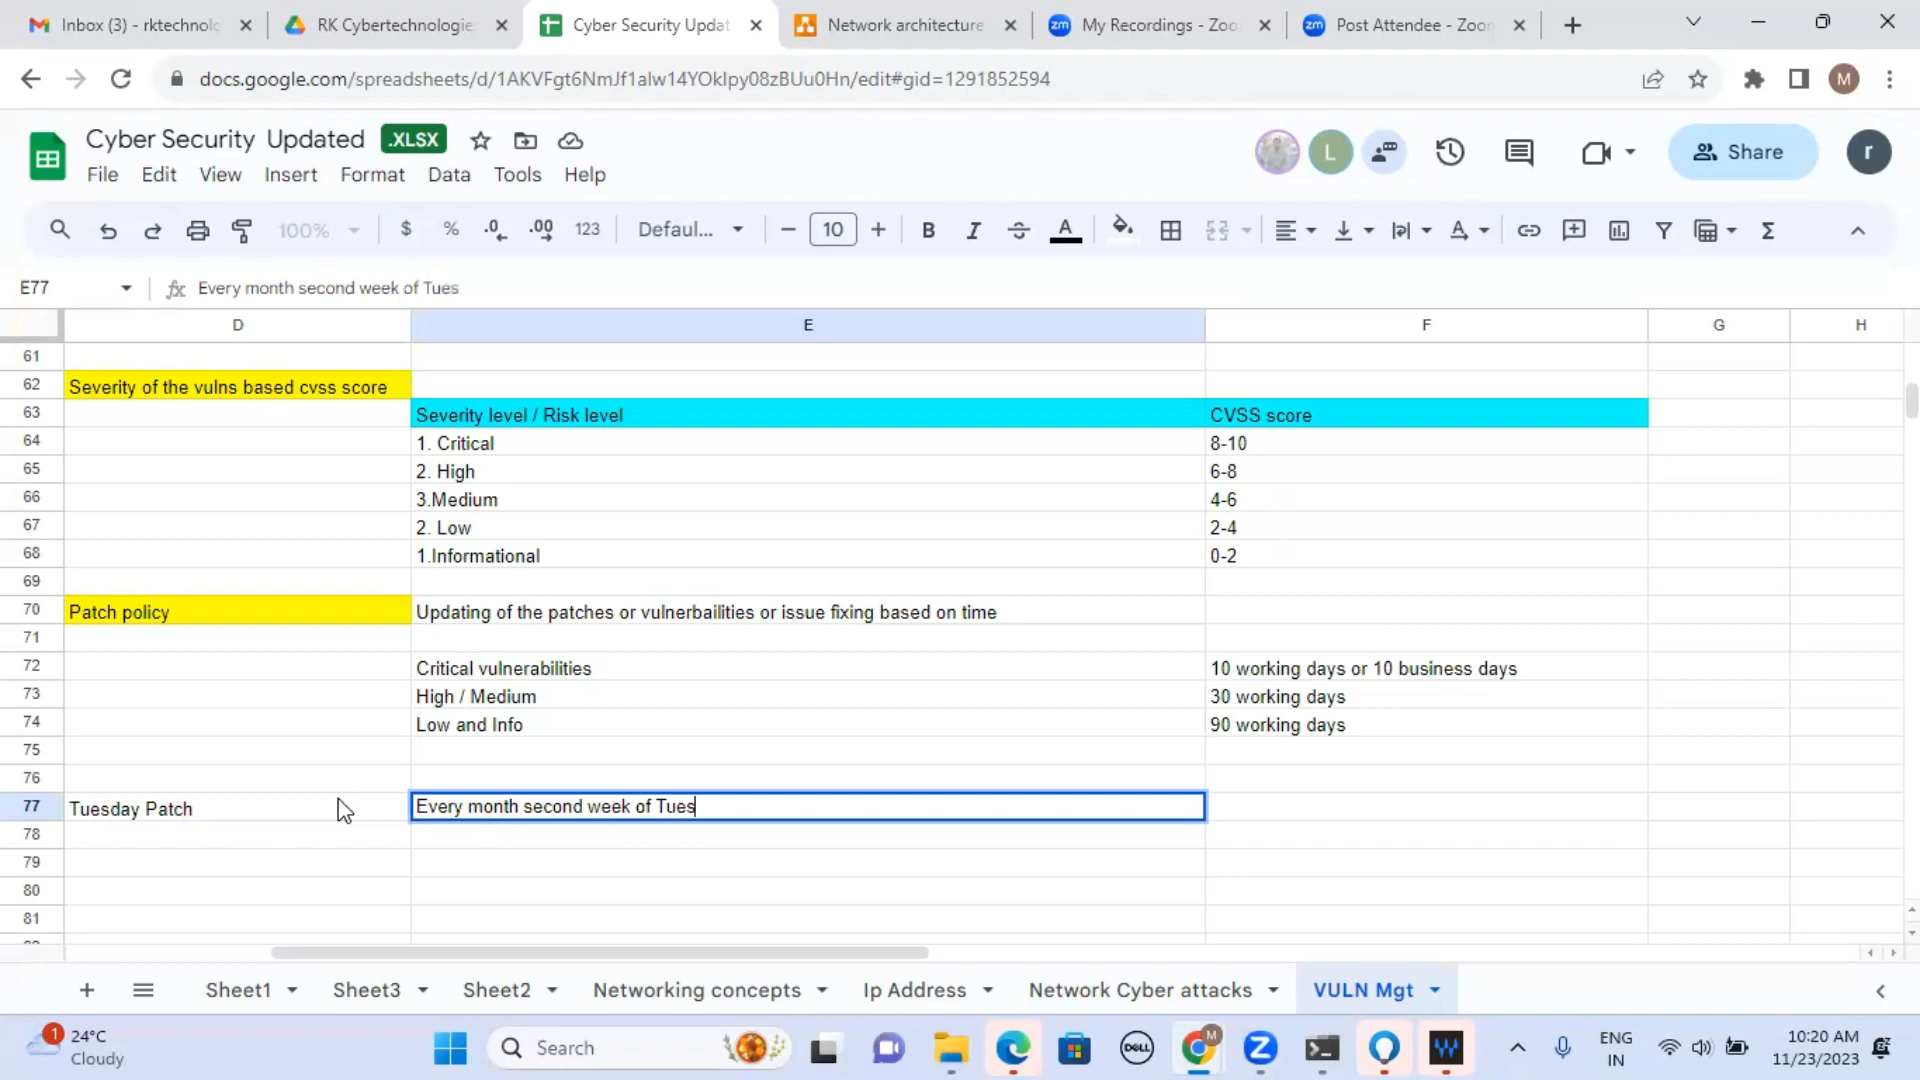 Inbox (3) - rktechnolo
RK Cybertechnologie
Cyber Security Updat
Network architecture
My Recordings - Zoo
Post Attendee - Zoo
docs.google.com/spreadsheets/d/1AKVFgt6NmJf1alw14YOkIpy08zBUu0Hn/edit#gid=1291852594
M
Cyber Security Updated .XLSX
L
Share
r
File Edit View Insert Format Data Tools Help
100% $ % .0 .00 123 Defaul... 10 B I A
E77 fx Every month second week of Tues
D E F G H
61
62 Severity of the vulns based cvss score
63 Severity level / Risk level CVSS score
64 1. Critical 8-10
65 2. High 6-8
66 3.Medium 4-6
67 2. Low 2-4
68 1.Informational 0-2
69
70 Patch policy Updating of the patches or vulnerbailities or issue fixing based on time
71
72 Critical vulnerabilities 10 working days or 10 business days
73 High / Medium 30 working days
74 Low and Info 90 working days
75
76
77 Tuesday Patch Every month second week of Tues
78
79
80
81
Sheet1 Sheet3 Sheet2 Networking concepts Ip Address Network Cyber attacks VULN Mgt
1 24°C
Cloudy
Search
DELL
M
ENG
IN
10:20 AM
11/23/2023